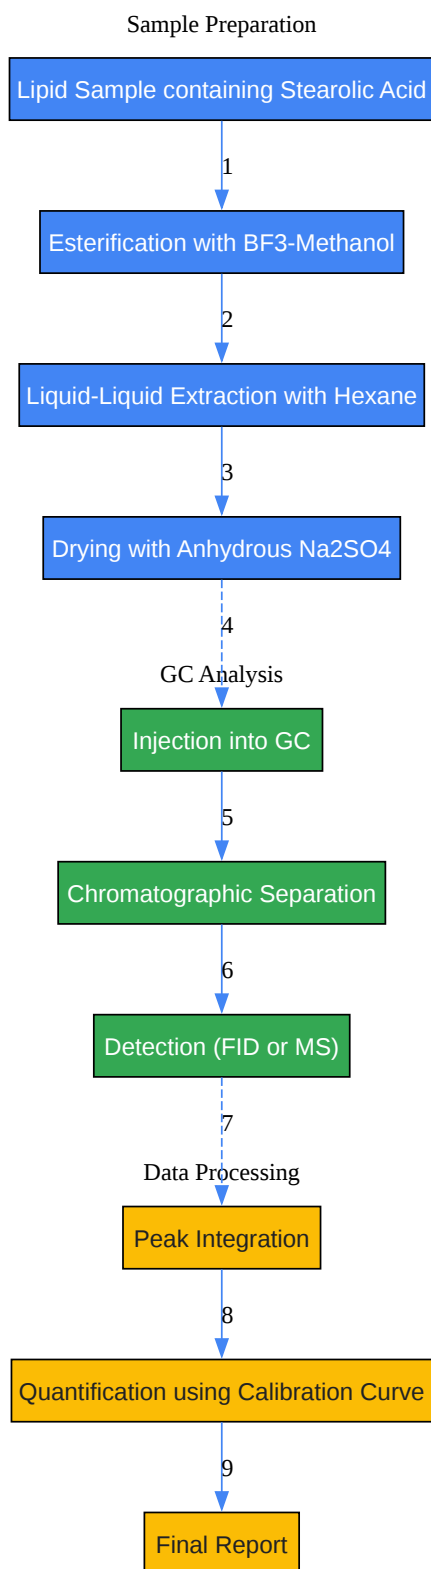 Sample Preparation
Lipid Sample containing Stearolic Acid
1
Esterification with BF3-Methanol
2
Liquid-Liquid Extraction with Hexane
3
Drying with Anhydrous Na2SO4
4
GC Analysis
Injection into GC
5
Chromatographic Separation
6
Detection (FID or MS)
7
Data Processing
Peak Integration
8
Quantification using Calibration Curve
9
Final Report